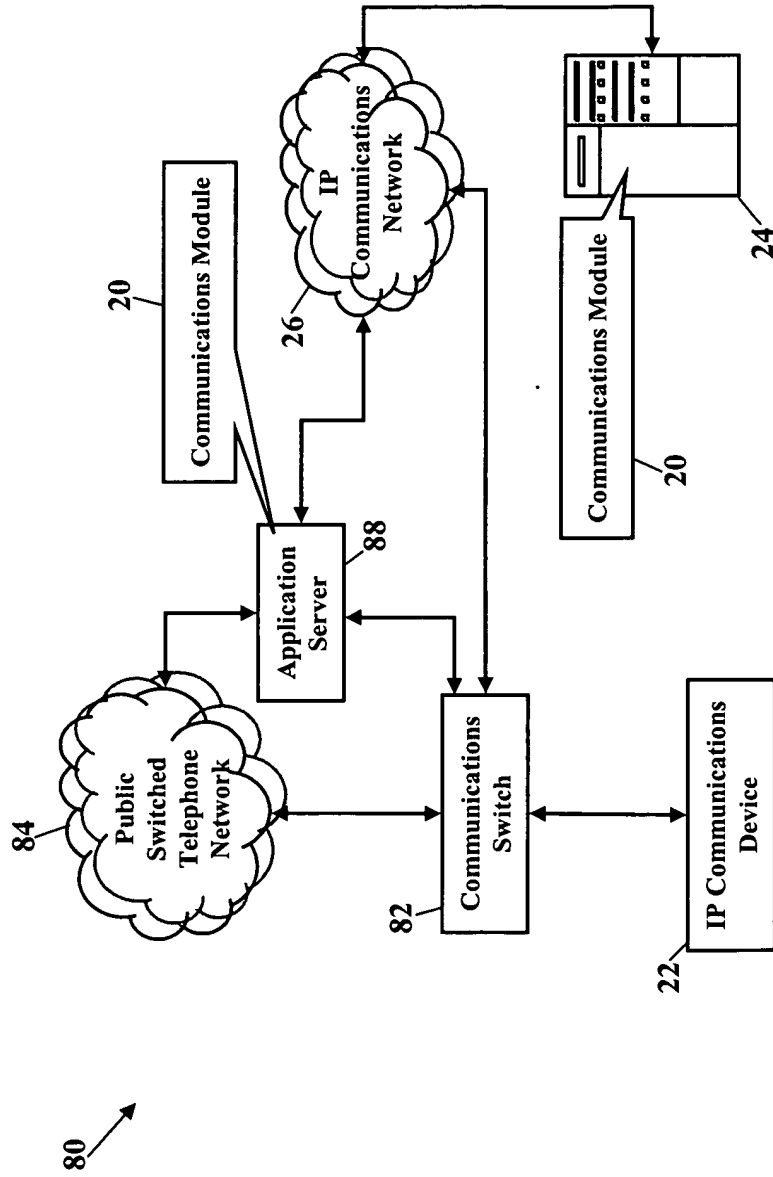 80
84
Public
Switched
Telephone
Network
20
Communications Module
Application
Server
88
26
IP
Communications
Network
82
Communications
Switch
22
IP Communications
Device
Communications Module
20
24